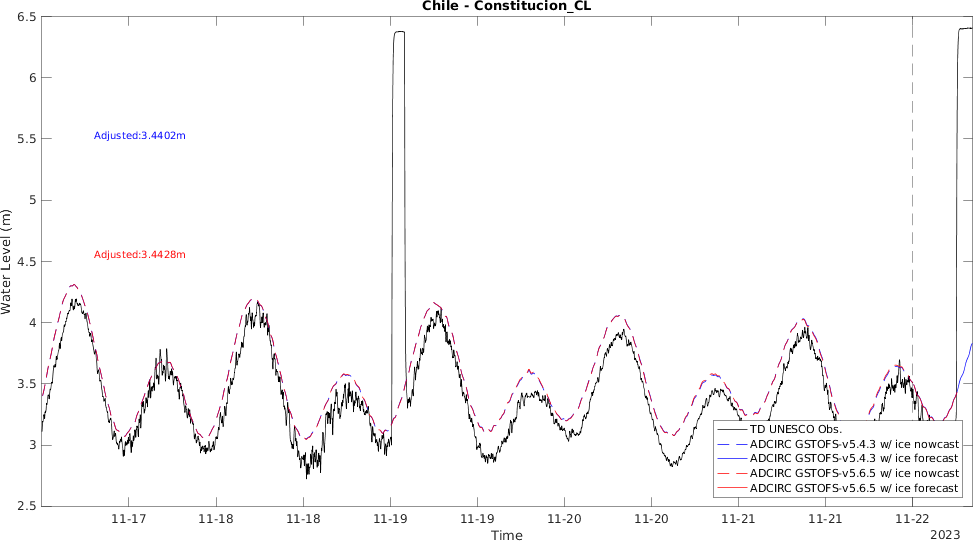 Chile - Constitucion_CL
6.5
6
5.5
5
4.5
4
3.5
3
2.5
Water Level (m)
Adjusted:3.4402m
Adjusted:3.4428m
TD UNESCO Obs.
ADCIRC GSTOFS-v5.4.3 w/ ice nowcast
ADCIRC GSTOFS-v5.4.3 w/ ice forecast
ADCIRC GSTOFS-v5.6.5 w/ ice nowcast
ADCIRC GSTOFS-v5.6.5 w/ ice forecast
11-17 11-18 11-18 11-19 11-19 11-20 11-20 11-21 11-21 11-22
Time
2023